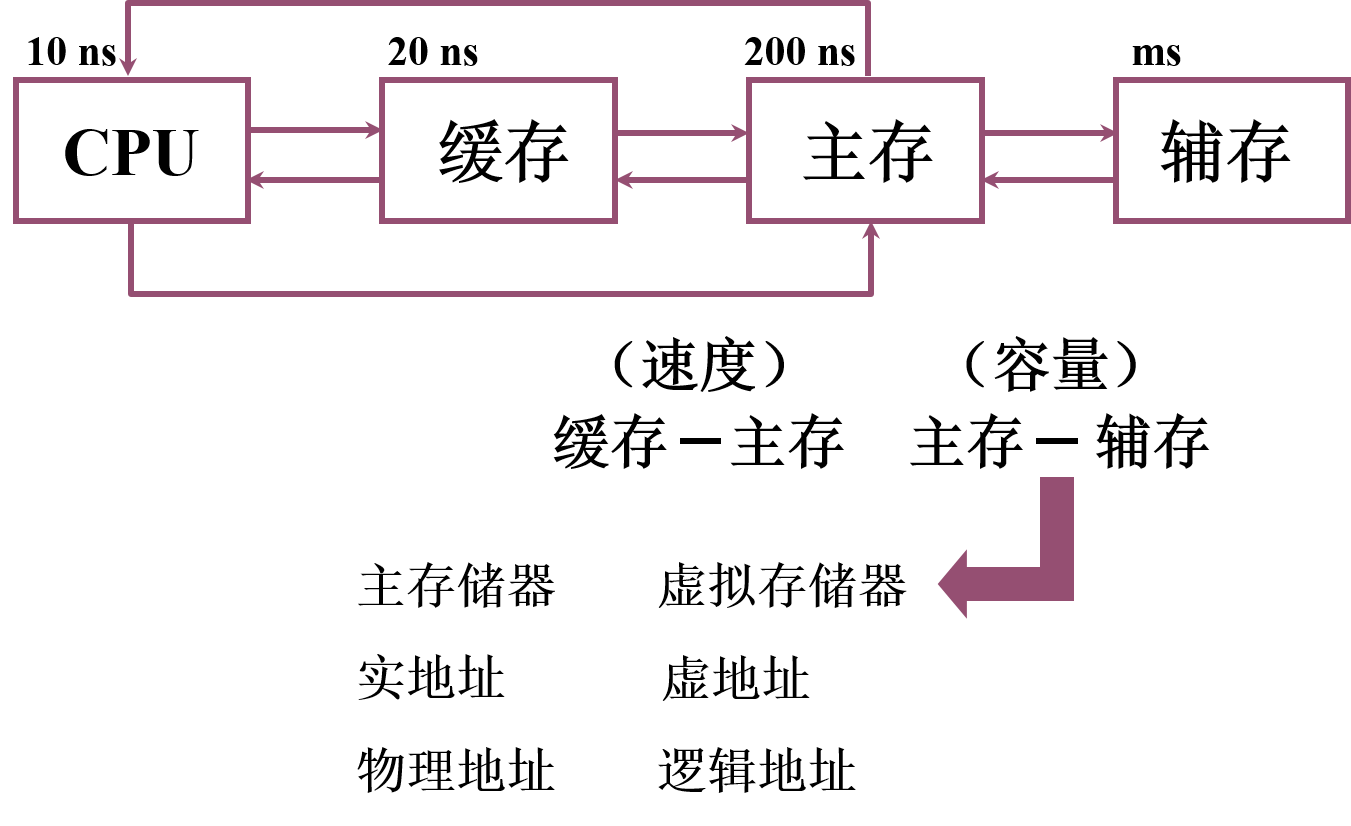 10 ns 20 ns 200 ns ms
CPU 缓存 主存 辅存
（速度） （容量）
缓存－主存 主存－辅存
主存储器 虚拟存储器
实地址 虚地址
物理地址 逻辑地址